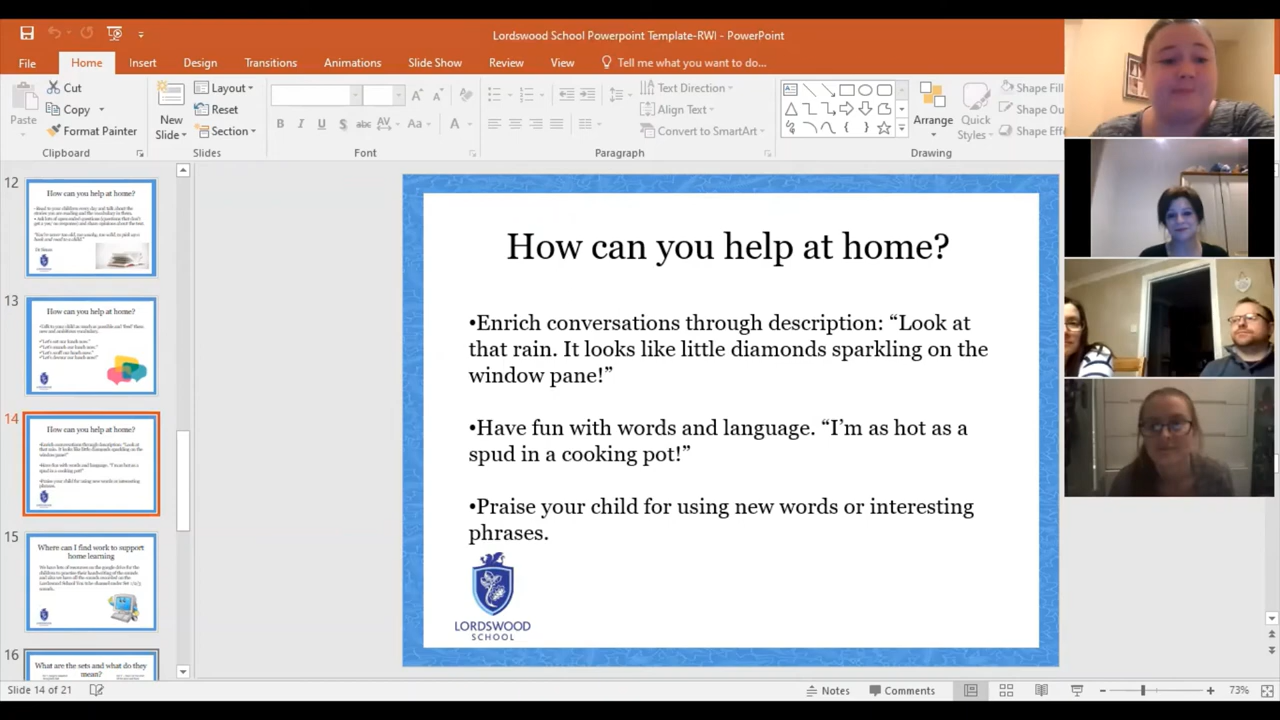 Lordswood School Powerpoint Template-RWI - PowerPoint
File
Home
Insert
Design
Transitions
Animations
Slide Show
Review
View
Tell me what you want to do...
Paste
Cut
Copy
Format Painter
Clipboard
New
Slide
Layout
Reset
Section
Slides
B I U S abc AV Aa A
Font
Text Direction
Align Text
Convert to SmartArt
Paragraph
Arrange
Quick
Styles
Shape Fill
Shape Ou
Shape Effe
Drawing
12
How can you help at home?
13
How can you help at home?
14
How can you help at home?
15
Where can I find work to support
home learning
16
What are the sets and what do they
mean?
How can you help at home?
•Enrich conversations through description: “Look at
that rain. It looks like little diamonds sparkling on the
window pane!”
•Have fun with words and language. “I’m as hot as a
spud in a cooking pot!”
•Praise your child for using new words or interesting
phrases.
LORDSWOOD
SCHOOL
Slide 14 of 21
Notes
Comments
73%